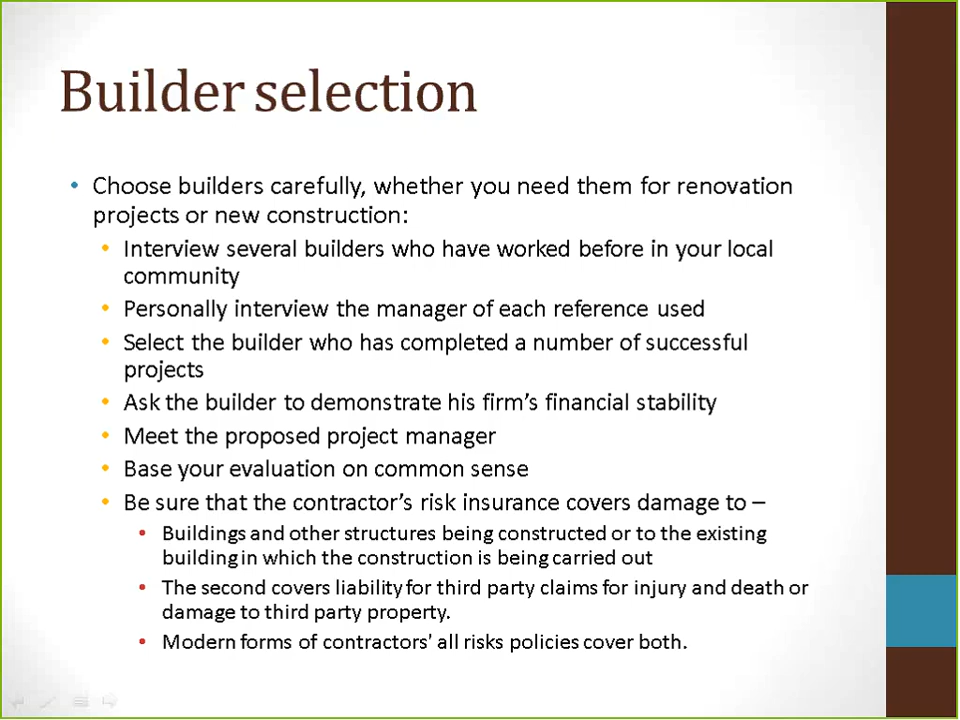 Builder selection
• Choose builders carefully, whether you need them for renovation
projects or new construction:
• Interview several builders who have worked before in your local
community
• Personally interview the manager of each reference used
• Select the builder who has completed a number of successful
projects
• Ask the builder to demonstrate his firm’s financial stability
• Meet the proposed project manager
• Base your evaluation on common sense
• Be sure that the contractor’s risk insurance covers damage to –
• Buildings and other structures being constructed or to the existing
building in which the construction is being carried out
• The second covers liability for third party claims for injury and death or
damage to third party property.
• Modern forms of contractors' all risks policies cover both.